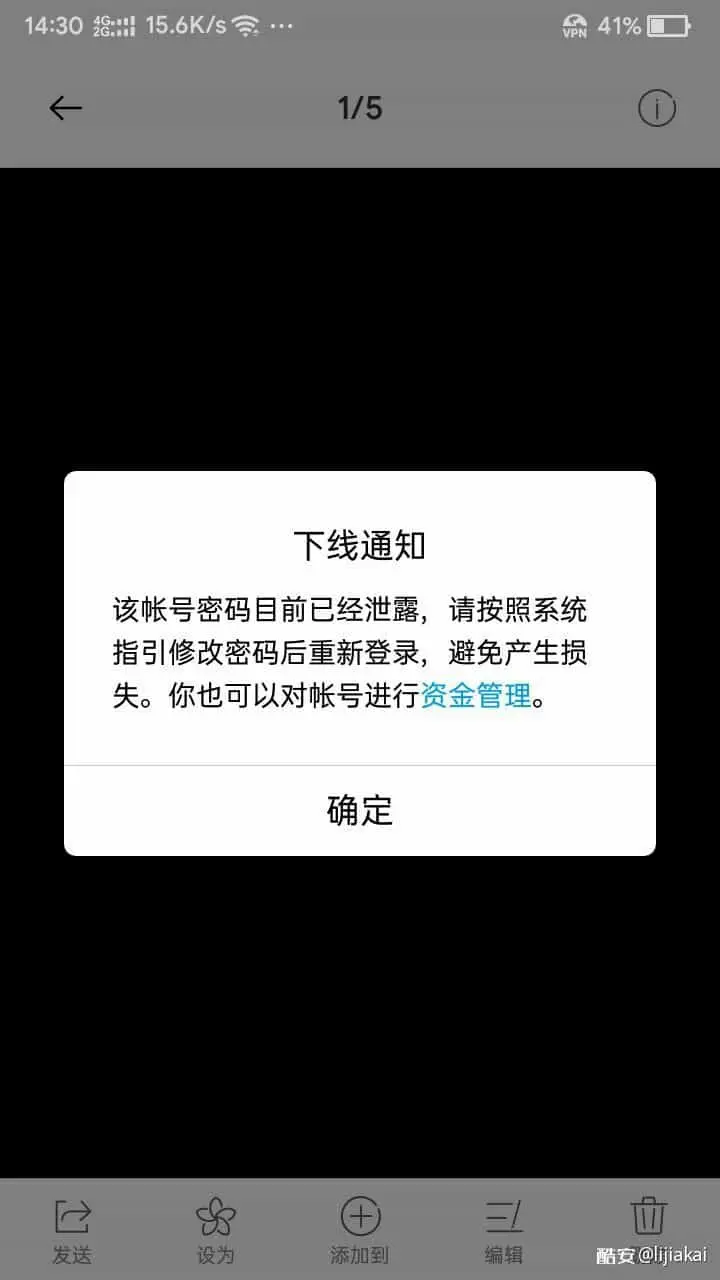 14:30 4G 2G 15.6K/s ... VPN 41%
1/5
下线通知
该帐号密码目前已经泄露，请按照系统
指引修改密码后重新登录，避免产生损
失。你也可以对帐号进行资金管理。
确定
发送 设为 添加到 编辑
酷安 @lijiakai